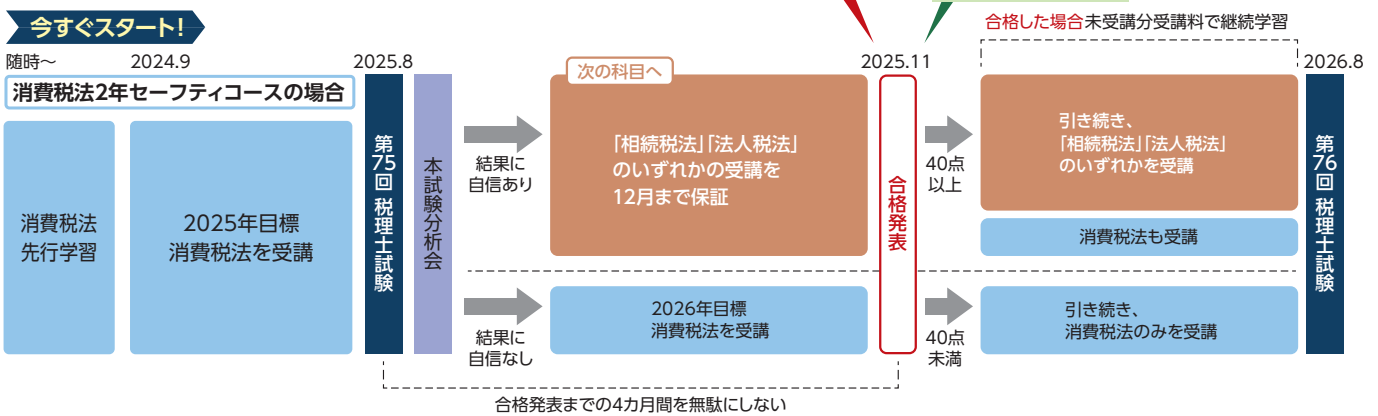 今すぐスタート!
合格した場合未受講分受講料で継続学習
随時~
2024.9
2025.8
2025.11
2026.8
消費税法2年セーフティコースの場合
消費税法
先行学習
2025年目標
消費税法を受講
第75回 税理士試験
本試験分析会
結果に
自信あり
次の科目へ
「相続税法」「法人税法」
のいずれかの受講を
12月まで保証
合格発表
40点
以上
引き続き、
「相続税法」「法人税法」
のいずれかを受講
消費税法も受講
第76回 税理士試験
結果に
自信なし
2026年目標
消費税法を受講
40点
未満
引き続き、
消費税法のみを受講
合格発表までの4カ月間を無駄にしない